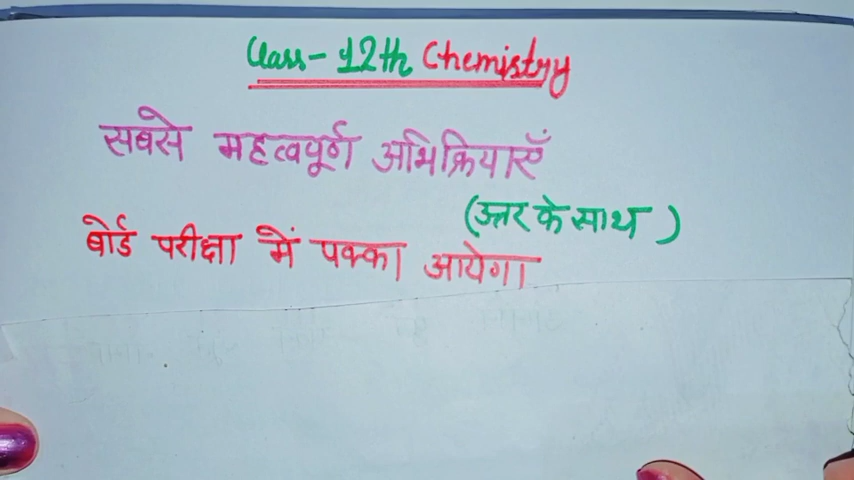 Class- 12th Chemistry
सबसे महत्वपूर्ण अभिक्रियाएँ
(उत्तर के साथ)
बोर्ड परीक्षा में पक्का आयेगा